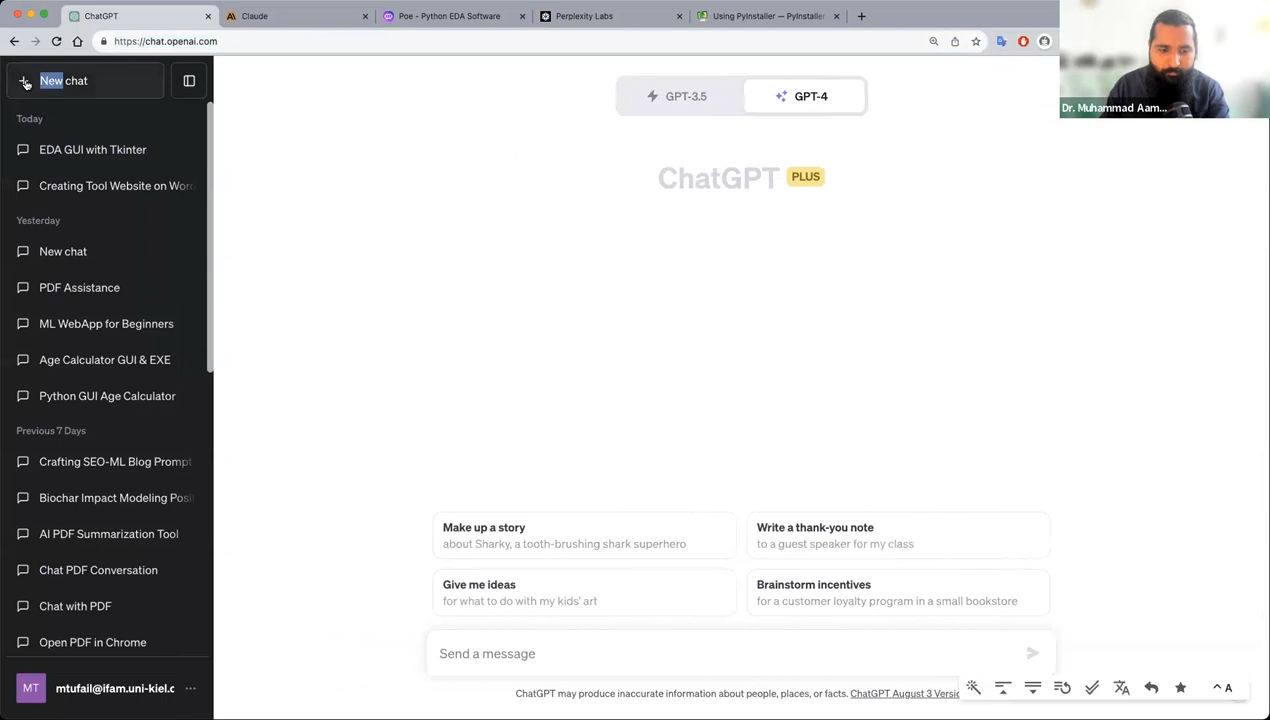 ChatGPT
Claude
Poe - Python EDA Software
Perplexity Labs
Using PyInstaller — PyInstaller
https://chat.openai.com
New chat
Today
EDA GUI with Tkinter
Creating Tool Website on Wor
Yesterday
New chat
PDF Assistance
ML WebApp for Beginners
Age Calculator GUI & EXE
Python GUI Age Calculator
Previous 7 Days
Crafting SEO-ML Blog Prompt
Biochar Impact Modeling Posi
AI PDF Summarization Tool
Chat PDF Conversation
Chat with PDF
Open PDF in Chrome
MT
mtufail@ifam.uni-kiel.c
GPT-3.5
GPT-4
ChatGPT PLUS
Make up a story
about Sharky, a tooth-brushing shark superhero
Write a thank-you note
to a guest speaker for my class
Give me ideas
for what to do with my kids' art
Brainstorm incentives
for a customer loyalty program in a small bookstore
Send a message
ChatGPT may produce inaccurate information about people, places, or facts. ChatGPT August 3 Versio
A
Dr. Muhammad Aam...